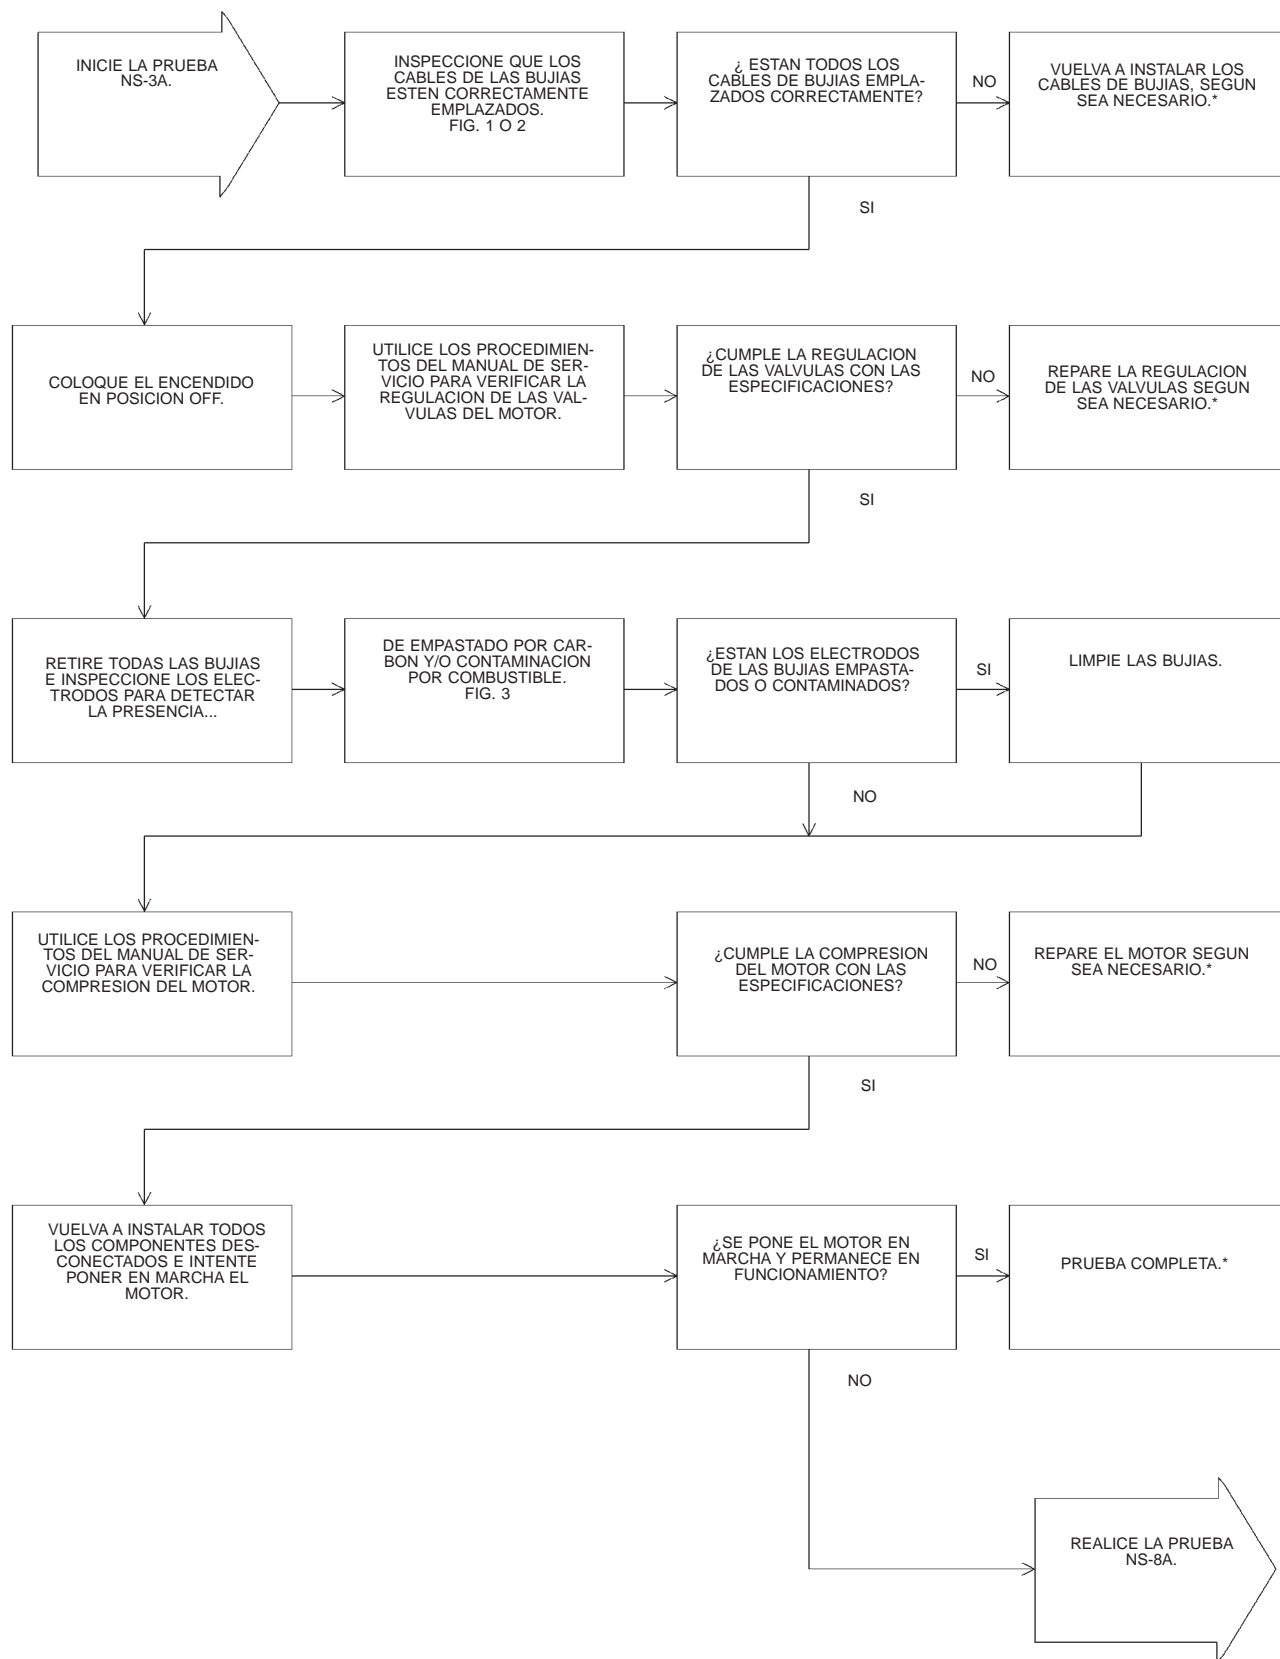 INICIE LA PRUEBA
NS-3A.
INSPECCIONE QUE LOS
CABLES DE LAS BUJIAS
ESTEN CORRECTAMENTE
EMPLAZADOS.
FIG. 1 O 2
¿ ESTAN TODOS LOS
CABLES DE BUJIAS EMPLA-
ZADOS CORRECTAMENTE?
NO
VUELVA A INSTALAR LOS
CABLES DE BUJIAS, SEGUN
SEA NECESARIO.*
SI
COLOQUE EL ENCENDIDO
EN POSICION OFF.
UTILICE LOS PROCEDIMIEN-
TOS DEL MANUAL DE SER-
VICIO PARA VERIFICAR LA
REGULACION DE LAS VAL-
VULAS DEL MOTOR.
¿CUMPLE LA REGULACION
DE LAS VALVULAS CON LAS
ESPECIFICACIONES?
NO
REPARE LA REGULACION
DE LAS VALVULAS SEGUN
SEA NECESARIO.*
SI
RETIRE TODAS LAS BUJIAS
E INSPECCIONE LOS ELEC-
TRODOS PARA DETECTAR
LA PRESENCIA...
DE EMPASTADO POR CAR-
BON Y/O CONTAMINACION
POR COMBUSTIBLE.
FIG. 3
¿ESTAN LOS ELECTRODOS
DE LAS BUJIAS EMPASTA-
DOS O CONTAMINADOS?
SI
LIMPIE LAS BUJIAS.
NO
UTILICE LOS PROCEDIMIEN-
TOS DEL MANUAL DE SER-
VICIO PARA VERIFICAR LA
COMPRESION DEL MOTOR.
¿CUMPLE LA COMPRESION
DEL MOTOR CON LAS
ESPECIFICACIONES?
NO
REPARE EL MOTOR SEGUN
SEA NECESARIO.*
SI
VUELVA A INSTALAR TODOS
LOS COMPONENTES DES-
CONECTADOS E INTENTE
PONER EN MARCHA EL
MOTOR.
¿SE PONE EL MOTOR EN
MARCHA Y PERMANECE EN
FUNCIONAMIENTO?
SI
PRUEBA COMPLETA.*
NO
REALICE LA PRUEBA
NS-8A.